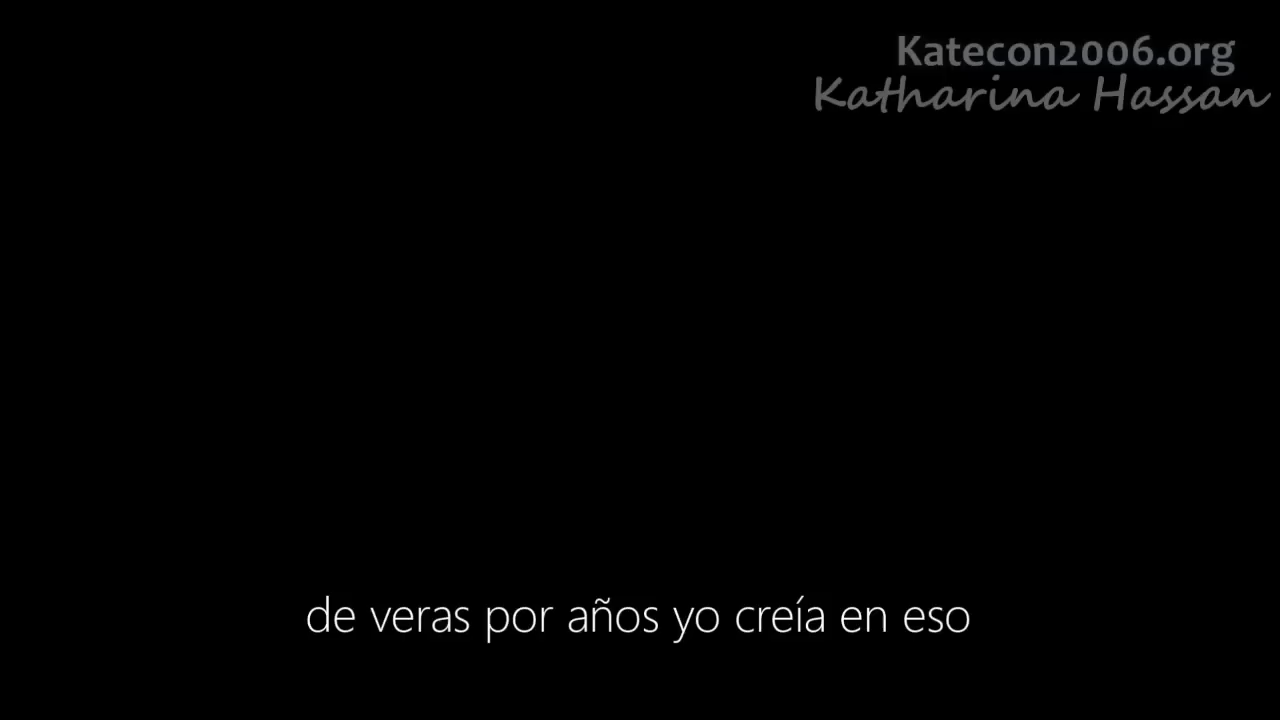 Katecon2006.org
Katharina Hassan
de veras por años yo creía en eso